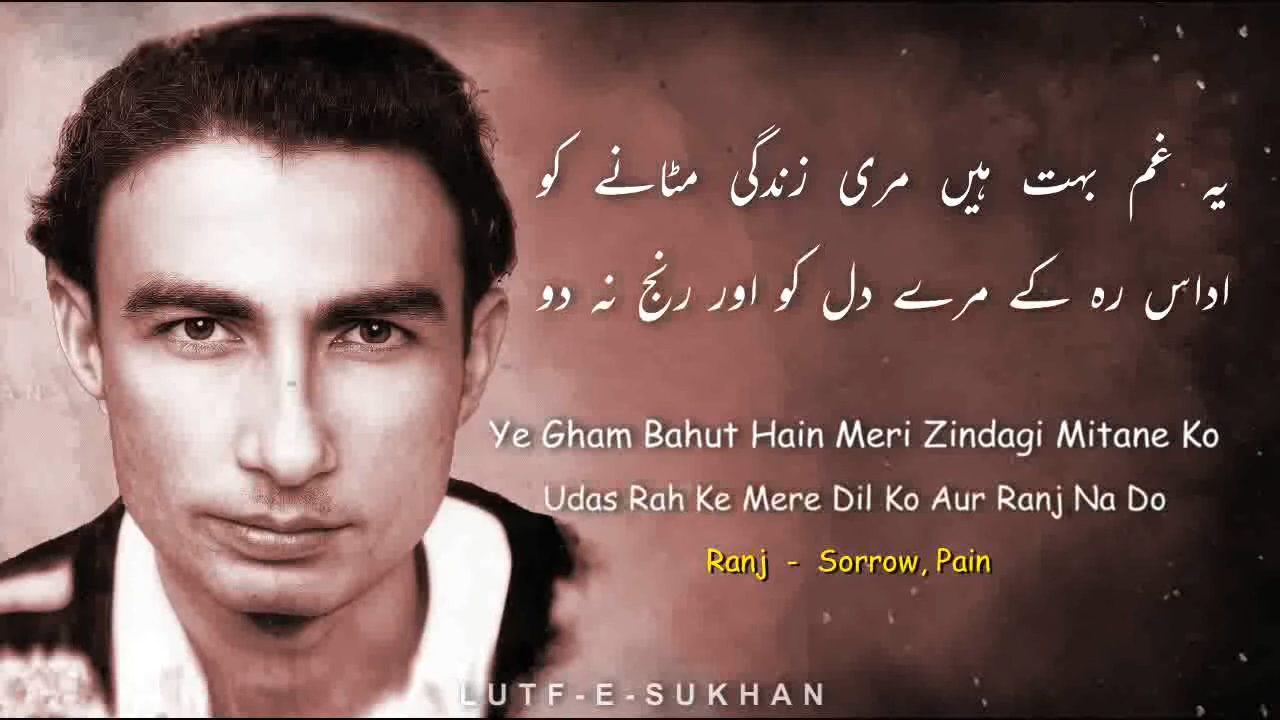 یہ غم بہت ہیں مری زندگی مٹانے کو
اداس رہ کے مرے دل کو اور رنج نہ دو
Ye Gham Bahut Hain Meri Zindagi Mitane Ko
Udas Rah Ke Mere Dil Ko Aur Ranj Na Do
Ranj - Sorrow, Pain
LUTF-E-SUKHAN